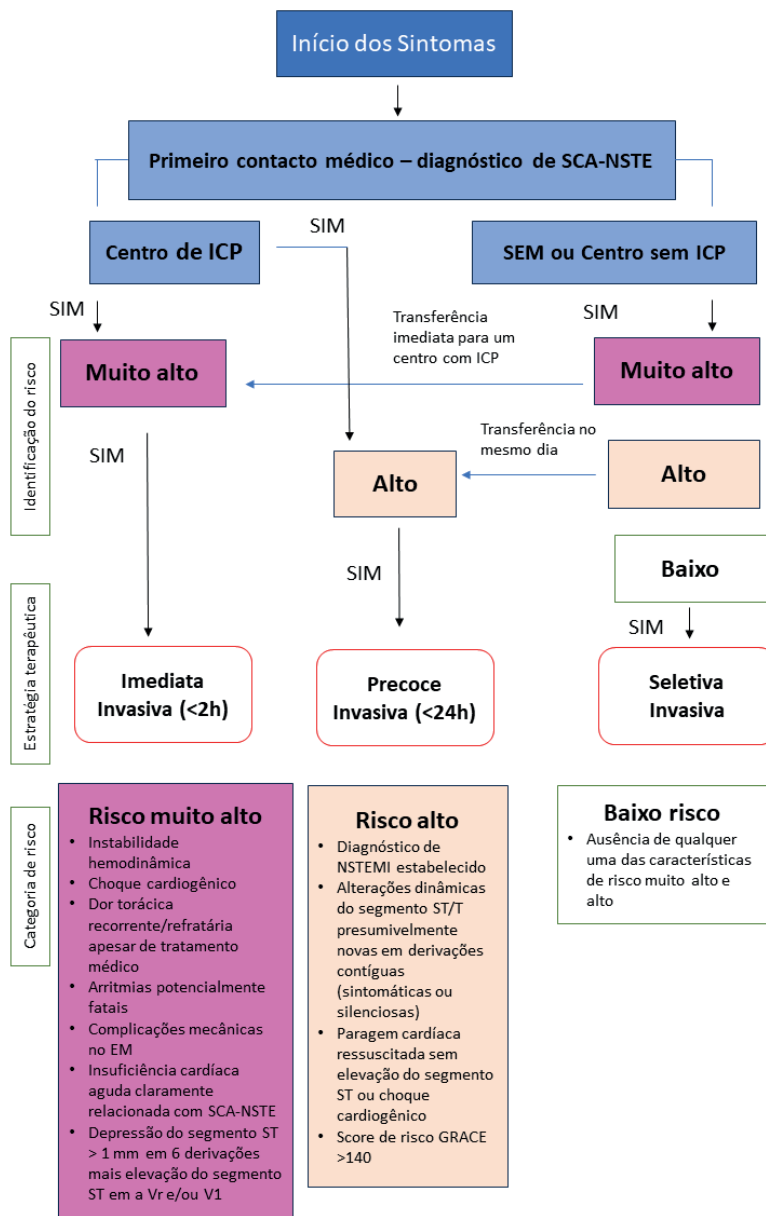 Início dos Sintomas
Primeiro contacto médico – diagnóstico de SCA-NSTE
SIM
Centro de ICP
SEM ou Centro sem ICP
SIM
Transferência
imediata para um
centro com ICP
SIM
Identificação do risco
Muito alto
Muito alto
SIM
Transferência no
mesmo dia
Alto
Alto
SIM
Baixo
SIM
Estratégia terapêutica
Imediata
Invasiva (<2h)
Precoce
Invasiva (<24h)
Seletiva
Invasiva
Categoria de risco
Risco muito alto
• Instabilidade
hemodinâmica
• Choque cardiogênico
• Dor torácica
recorrente/refratária
apesar de tratamento
médico
• Arritmias potencialmente
fatais
• Complicações mecânicas
no EM
• Insuficiência cardíaca
aguda claramente
relacionada com SCA-NSTE
• Depressão do segmento ST
> 1 mm em 6 derivações
mais elevação do segmento
ST em a Vr e/ou V1
Risco alto
• Diagnóstico de
NSTEMI estabelecido
• Alterações dinâmicas
do segmento ST/T
presumivelmente
novas em derivações
contíguas
(sintomáticas ou
silenciosas)
• Paragem cardíaca
ressuscitada sem
elevação do segmento
ST ou choque
cardiogênico
• Score de risco GRACE
>140
Baixo risco
• Ausência de qualquer
uma das características
de risco muito alto e
alto